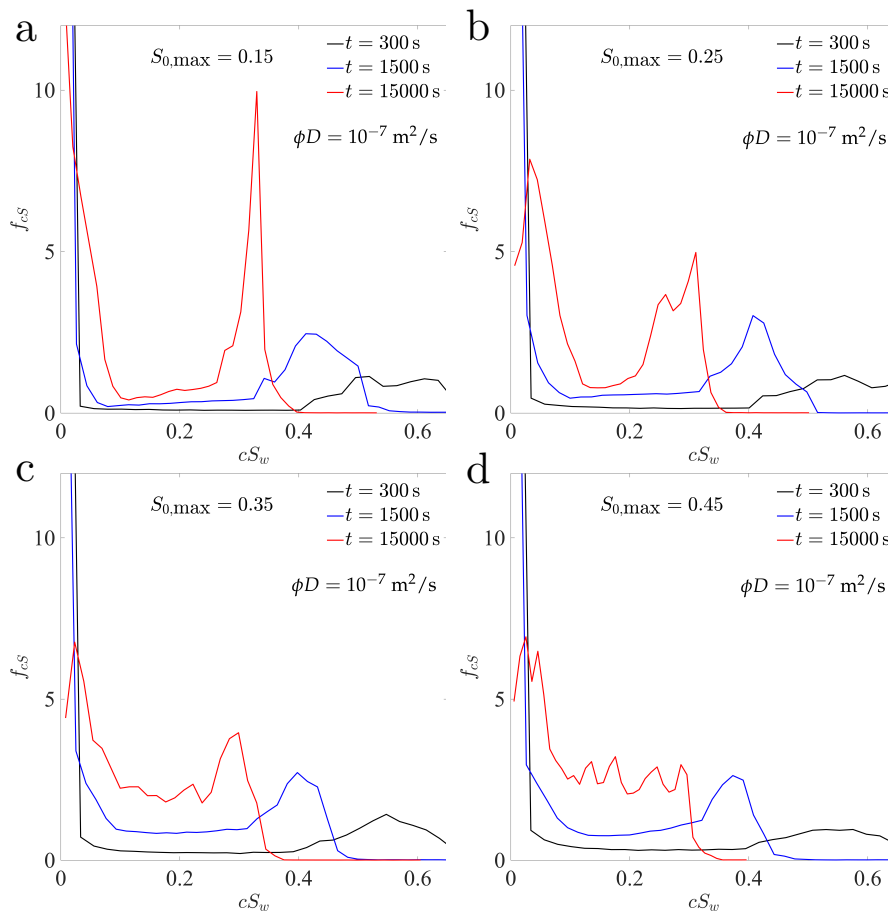 a
S0,max = 0.15
t = 300 s
t = 1500 s
t = 15000 s
ϕD = 10⁻⁷ m²/s
10
5
0
fcS
0
0.2
0.4
0.6
cSw
b
S0,max = 0.25
t = 300 s
t = 1500 s
t = 15000 s
ϕD = 10⁻⁷ m²/s
10
5
0
fcS
0
0.2
0.4
0.6
cSw
c
S0,max = 0.35
t = 300 s
t = 1500 s
t = 15000 s
ϕD = 10⁻⁷ m²/s
10
5
0
fcS
0
0.2
0.4
0.6
cSw
d
S0,max = 0.45
t = 300 s
t = 1500 s
t = 15000 s
ϕD = 10⁻⁷ m²/s
10
5
0
fcS
0
0.2
0.4
0.6
cSw